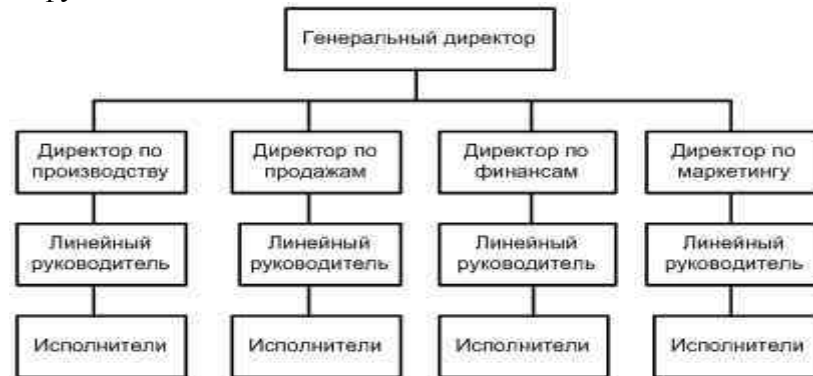 Генеральный директор
Директор по
производству
Директор по
продажам
Директор по
финансам
Директор по
маркетингу
Линейный
руководитель
Линейный
руководитель
Линейный
руководитель
Линейный
руководитель
Исполнители
Исполнители
Исполнители
Исполнители